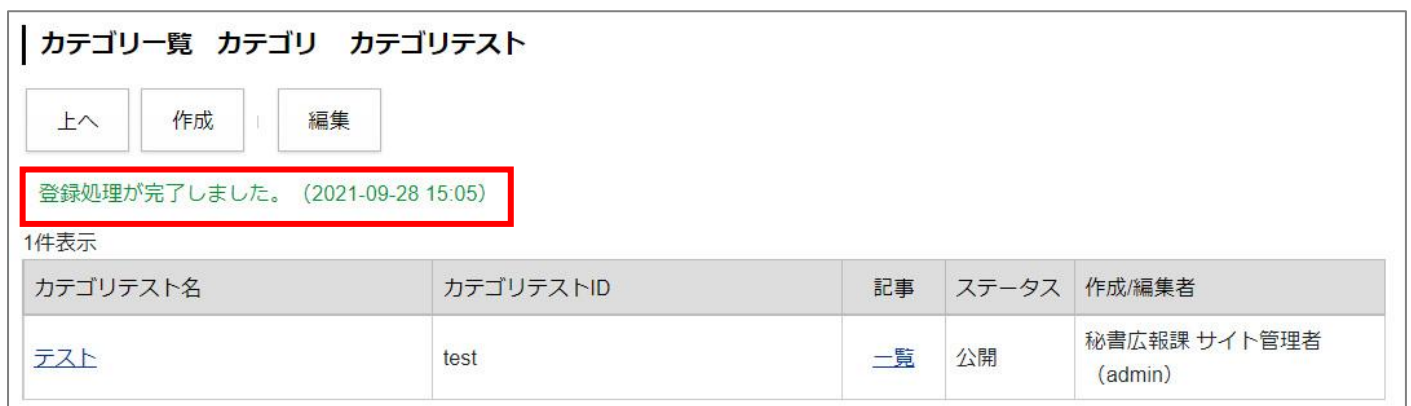 カテゴリ一覧　カテゴリ　カテゴリテスト
上へ 作成 編集
登録処理が完了しました。（2021-09-28 15:05）
1件表示
カテゴリテスト名 カテゴリテストID 記事 ステータス 作成/編集者
テスト test 一覧 公開 秘書広報課 サイト管理者
（admin）